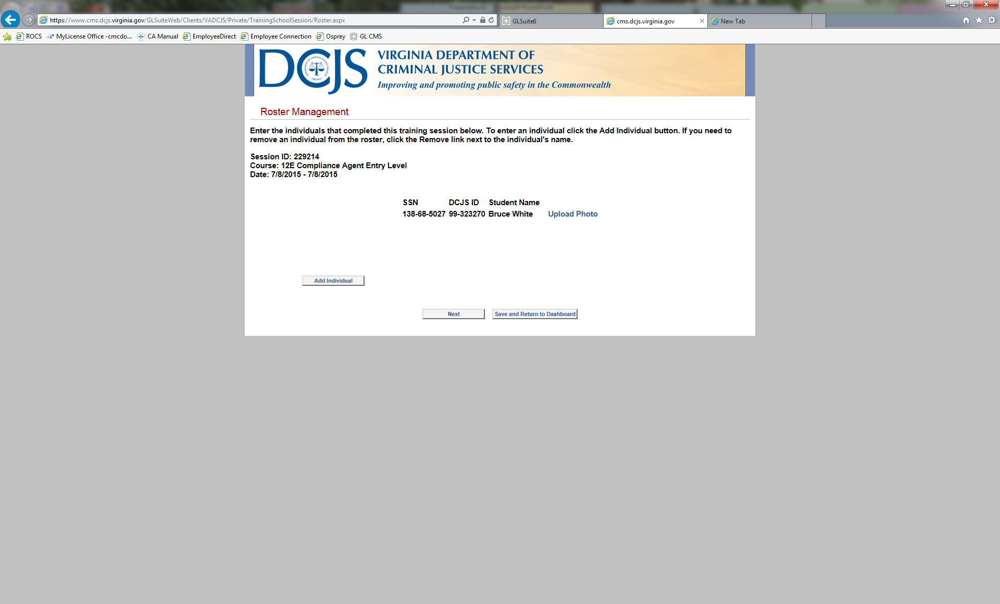 https://www.cms.dcjs.virginia.gov/GLSuiteWeb/Clients/VADCJS/Private/TrainingSchoolSession/Roster.aspx
GLSuite6
cms.dcjs.virginia.gov
New Tab
ROCS
MyLicense Office -cmcdo...
CA Manual
EmployeeDirect
Employee Connection
Osprey
GL CMS
DCJS
VIRGINIA DEPARTMENT OF
CRIMINAL JUSTICE SERVICES
Improving and promoting public safety in the Commonwealth
Roster Management
Enter the individuals that completed this training session below. To enter an individual click the Add Individual button. If you need to
remove an individual from the roster, click the Remove link next to the individual's name.
Session ID: 229214
Course: 12E Compliance Agent Entry Level
Date: 7/8/2015 - 7/8/2015
SSN DCJS ID Student Name
138-68-5027 99-323270 Bruce White Upload Photo
Add Individual
Next Save and Return to Dashboard